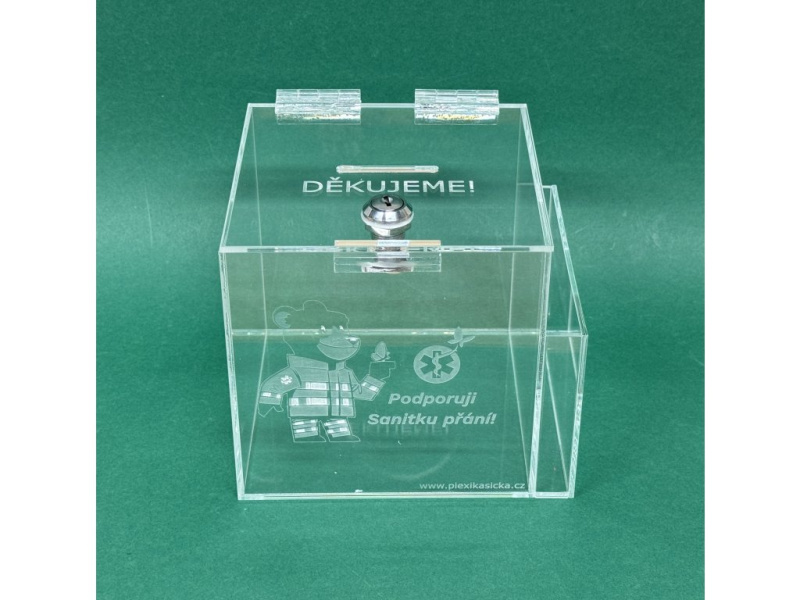 DĚKUJEME!
Podporuji
Sanitku přání!
www.plexikasicka.cz